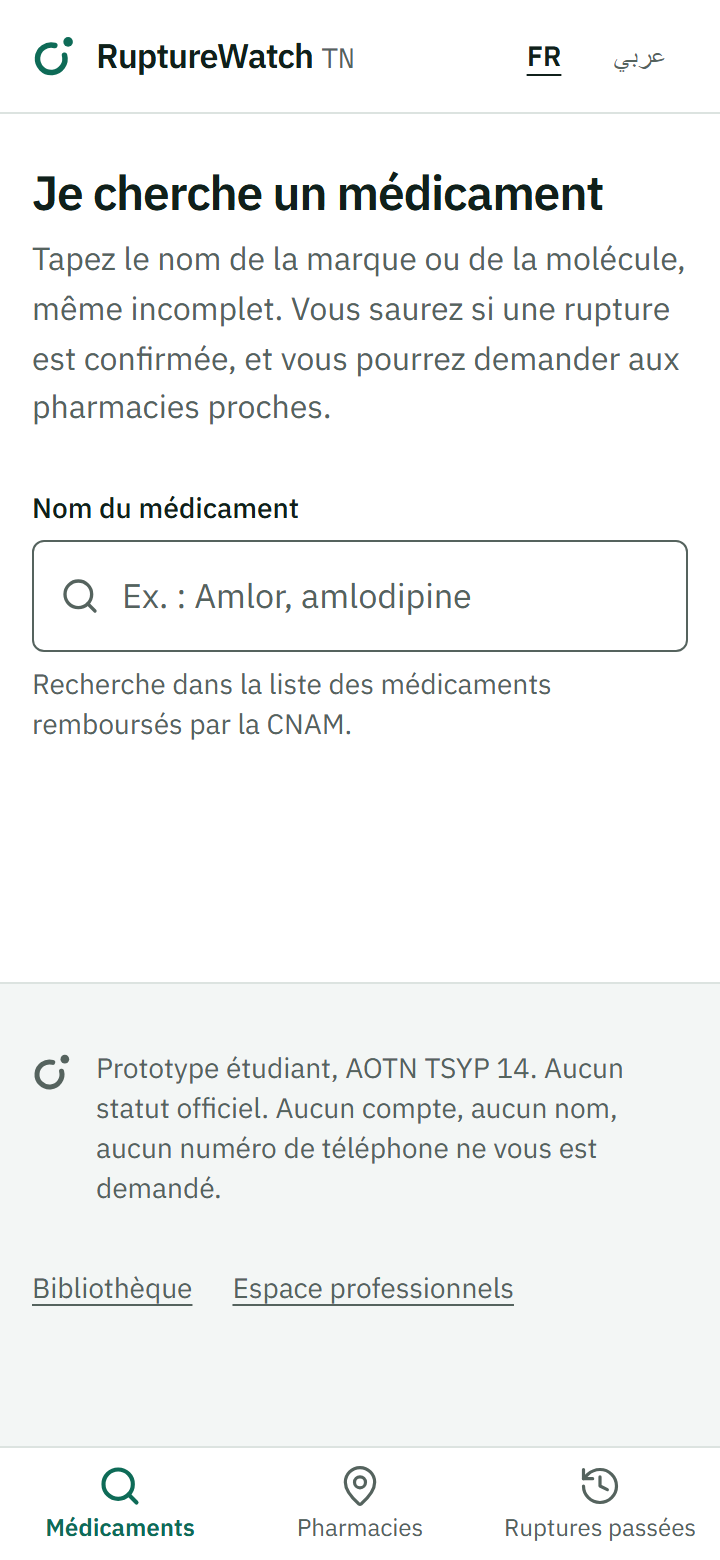 RuptureWatch TN
FR
عربي
Je cherche un médicament
Tapez le nom de la marque ou de la molécule,
même incomplet. Vous saurez si une rupture
est confirmée, et vous pourrez demander aux
pharmacies proches.
Nom du médicament
Ex. : Amlor, amlodipine
Recherche dans la liste des médicaments
remboursés par la CNAM.
Prototype étudiant, AOTN TSYP 14. Aucun
statut officiel. Aucun compte, aucun nom,
aucun numéro de téléphone ne vous est
demandé.
Bibliothèque
Espace professionnels
Médicaments
Pharmacies
Ruptures passées